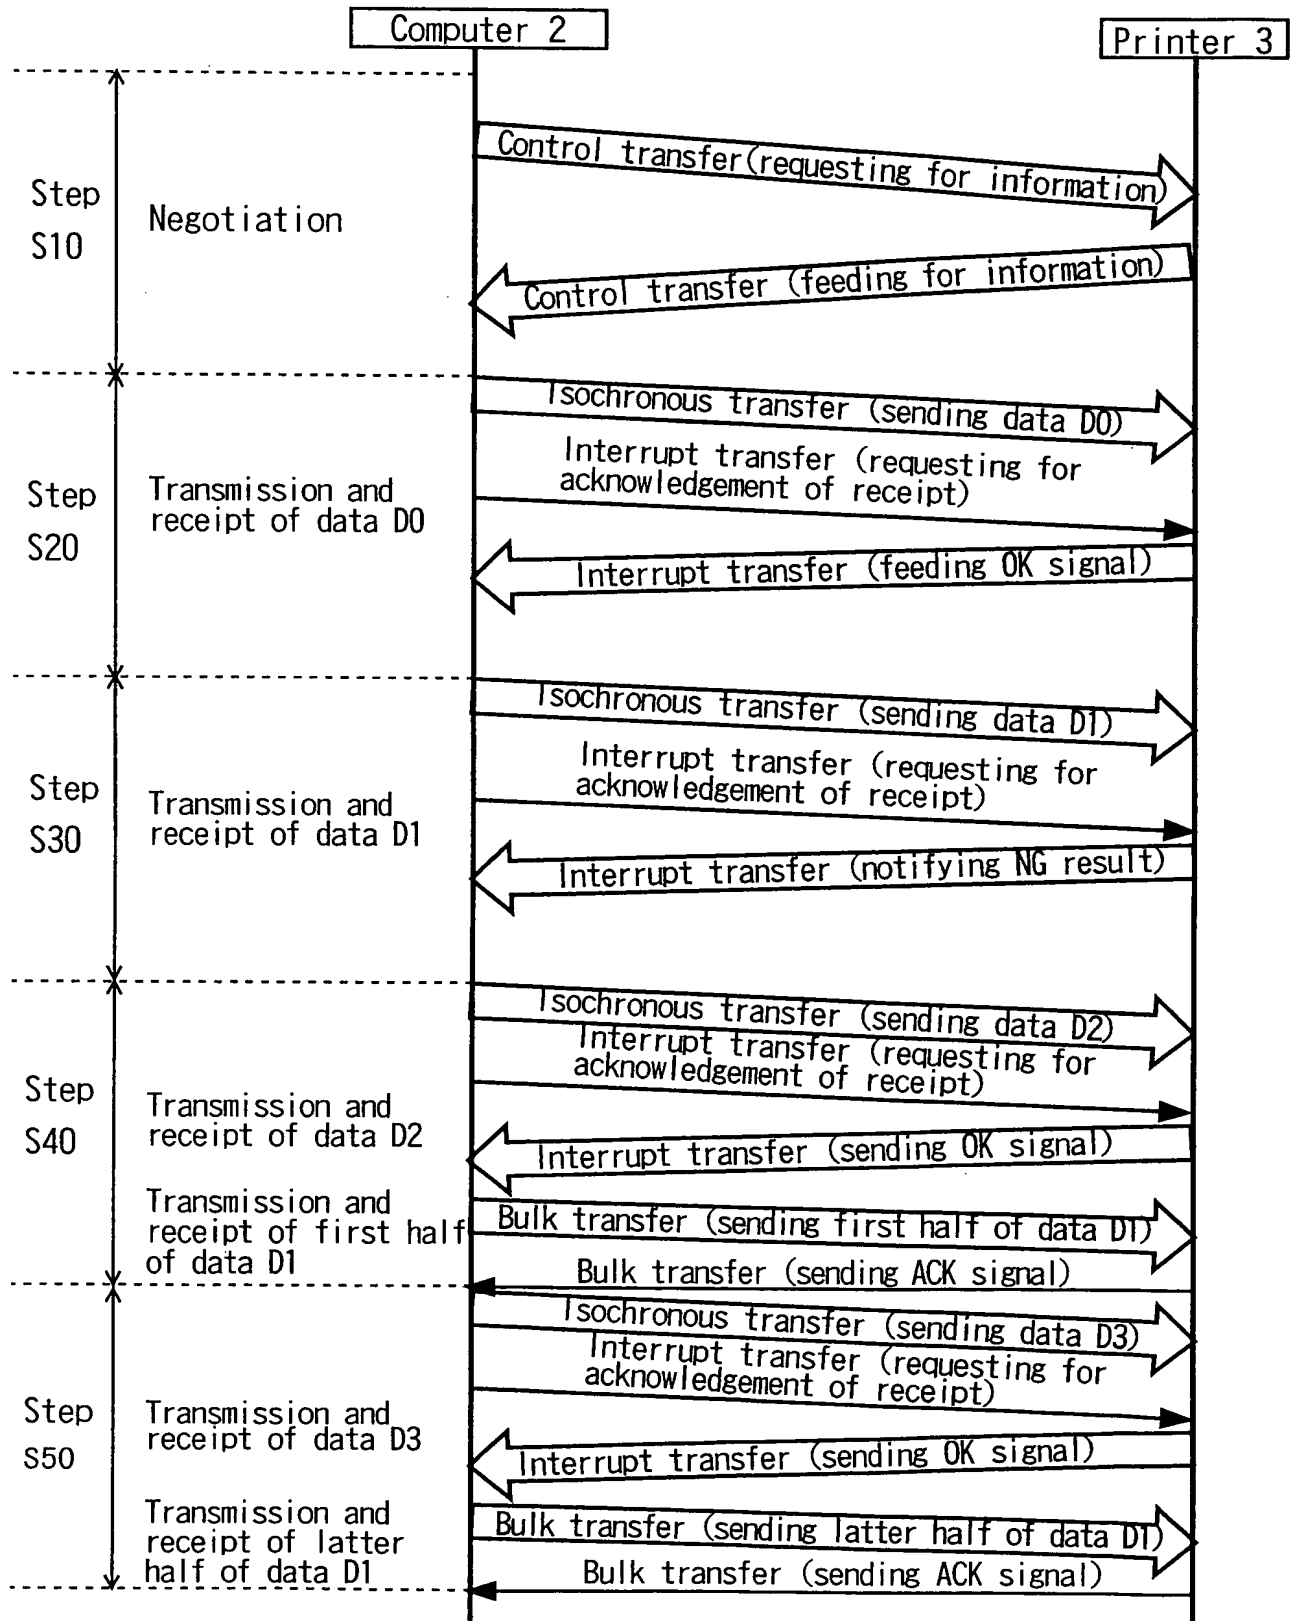 Computer 2
Printer 3
Step
S10
Negotiation
Control transfer(requesting for information)
Control transfer (feeding for information)
Step
S20
Transmission and
receipt of data D0
Isochronous transfer (sending data D0)
Interrupt transfer (requesting for
acknowledgement of receipt)
Interrupt transfer (feeding OK signal)
Step
S30
Transmission and
receipt of data D1
Isochronous transfer (sending data D1)
Interrupt transfer (requesting for
acknowledgement of receipt)
Interrupt transfer (notifying NG result)
Step
S40
Transmission and
receipt of data D2
Isochronous transfer (sending data D2)
Interrupt transfer (requesting for
acknowledgement of receipt)
Interrupt transfer (sending OK signal)
Transmission and
receipt of first half
of data D1
Bulk transfer (sending first half of data D1)
Bulk transfer (sending ACK signal)
Step
S50
Transmission and
receipt of data D3
Isochronous transfer (sending data D3)
Interrupt transfer (requesting for
acknowledgement of receipt)
Interrupt transfer (sending OK signal)
Transmission and
receipt of latter
half of data D1
Bulk transfer (sending latter half of data D1)
Bulk transfer (sending ACK signal)